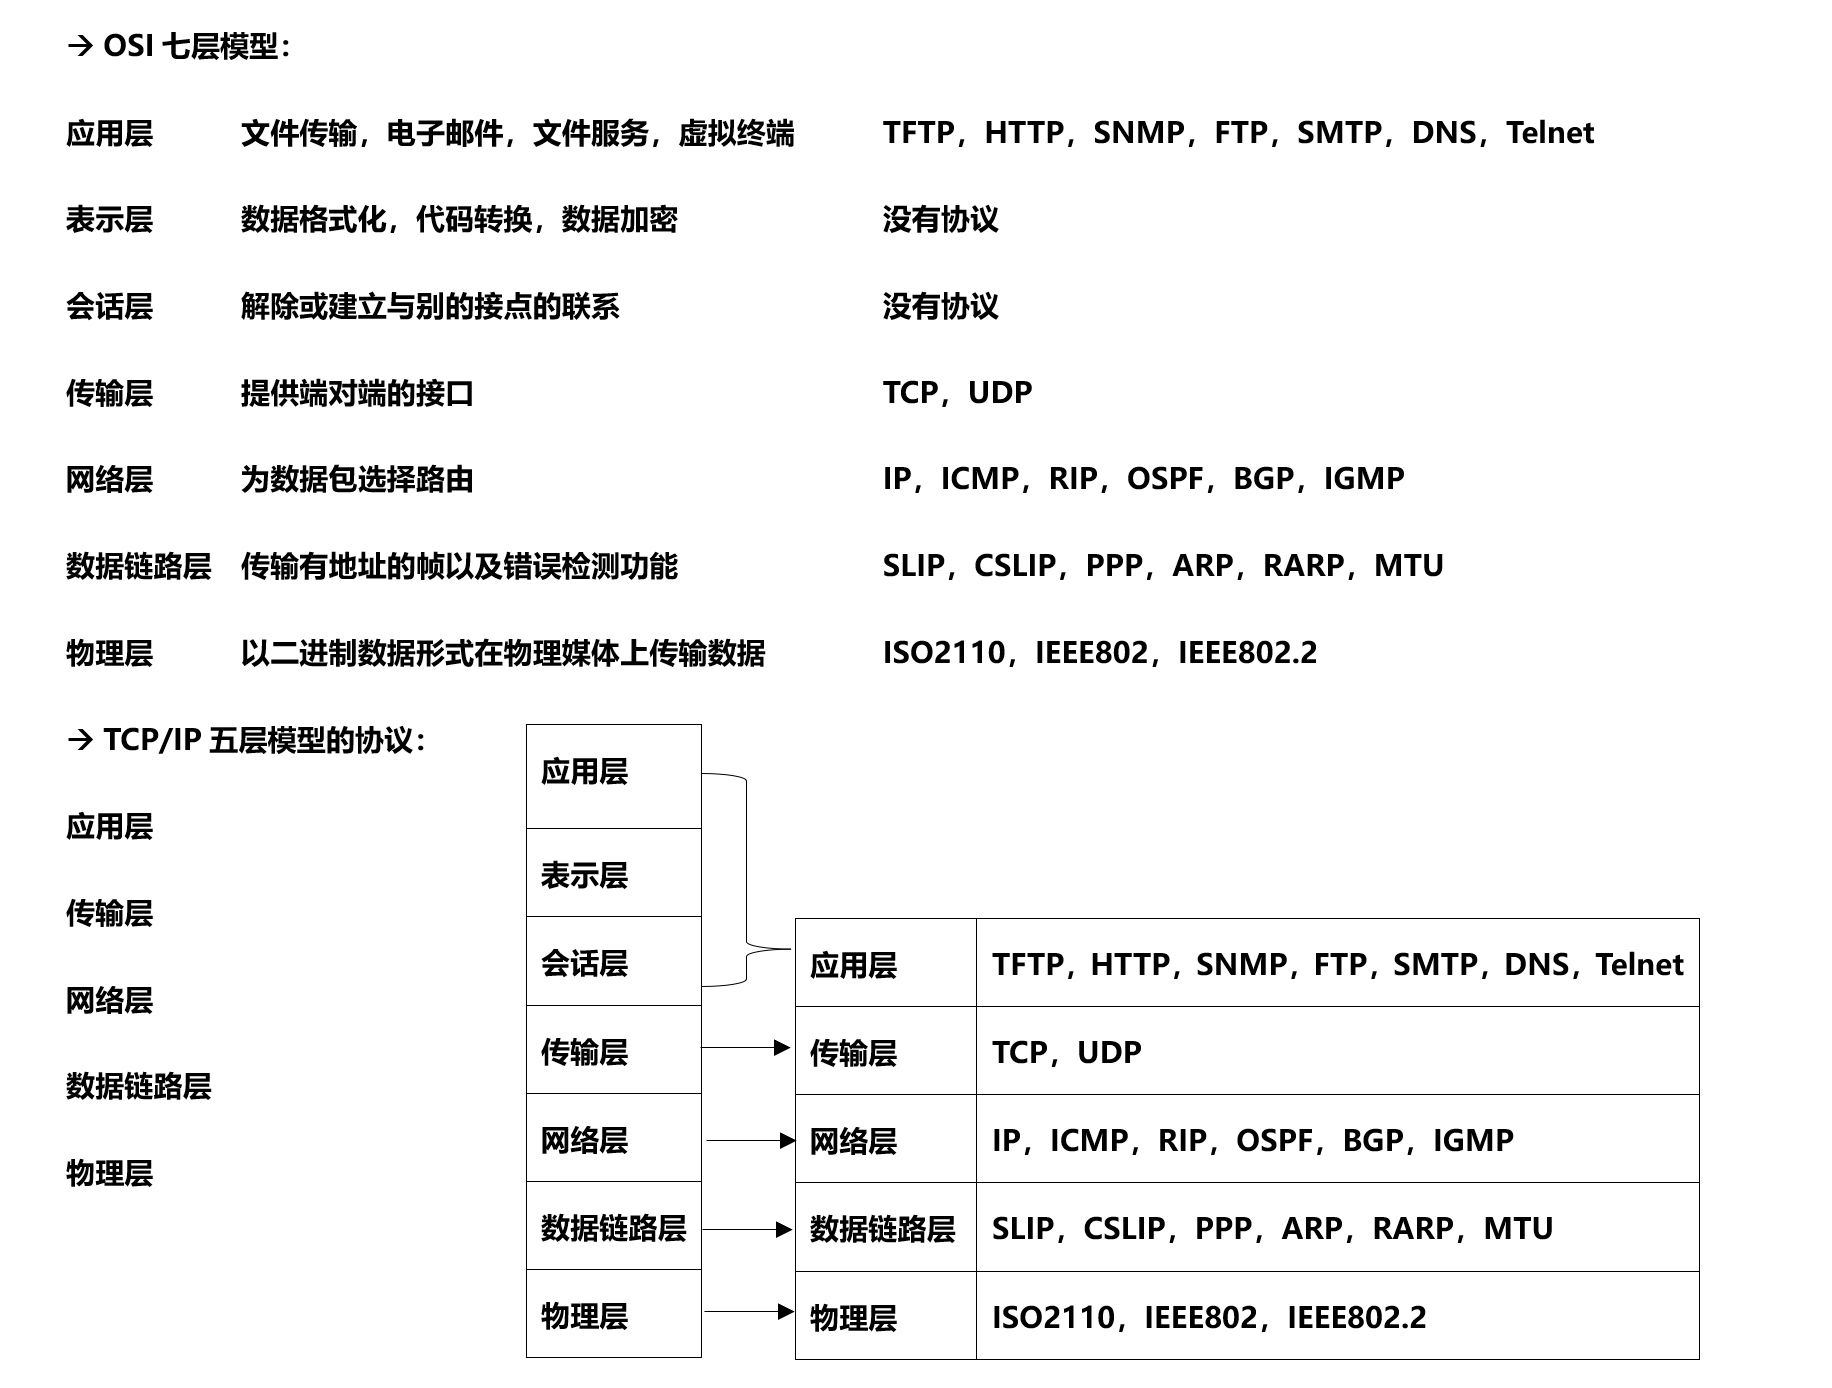 → OSI 七层模型：
应用层 文件传输，电子邮件，文件服务，虚拟终端 TFTP，HTTP，SNMP，FTP，SMTP，DNS，Telnet
表示层 数据格式化，代码转换，数据加密 没有协议
会话层 解除或建立与别的接点的联系 没有协议
传输层 提供端对端的接口 TCP，UDP
网络层 为数据包选择路由 IP，ICMP，RIP，OSPF，BGP，IGMP
数据链路层 传输有地址的帧以及错误检测功能 SLIP，CSLIP，PPP，ARP，RARP，MTU
物理层 以二进制数据形式在物理媒体上传输数据 ISO2110，IEEE802，IEEE802.2
→ TCP/IP 五层模型的协议：
应用层
传输层
网络层
数据链路层
物理层
应用层
表示层
会话层
传输层
网络层
数据链路层
物理层
应用层 TFTP，HTTP，SNMP，FTP，SMTP，DNS，Telnet
传输层 TCP，UDP
网络层 IP，ICMP，RIP，OSPF，BGP，IGMP
数据链路层 SLIP，CSLIP，PPP，ARP，RARP，MTU
物理层 ISO2110，IEEE802，IEEE802.2